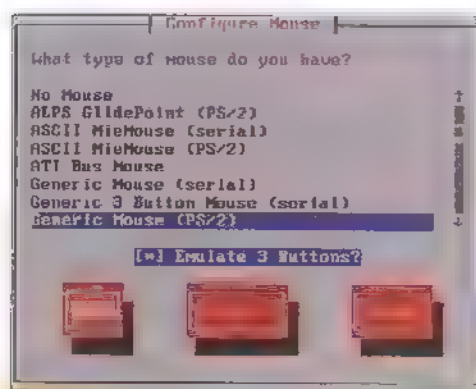 Configure Mouse
What type of mouse do you have?
No Mouse
ALPS GlidePoint (PS/2)
ASCII MieMouse (serial)
ASCII MieMouse (PS/2)
ATI Bus Mouse
Generic Mouse (serial)
Generic 3 Button Mouse (serial)
Generic Mouse (PS/2)
[*] Emulate 3 Buttons?